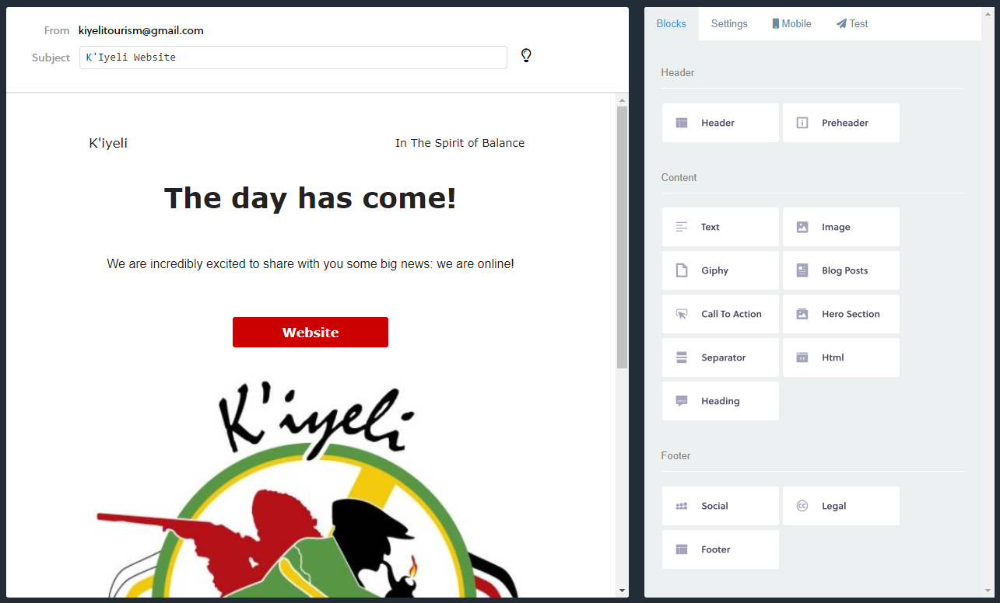 From kiyelitourism@gmail.com
Subject K'Iyeli Website
K'iyeli In The Spirit of Balance
The day has come!
We are incredibly excited to share with you some big news: we are online!
Website
K'iyeli
Blocks Settings Mobile Test
Header
Header Preheader
Content
Text Image
Giphy Blog Posts
Call To Action Hero Section
Separator Html
Heading
Footer
Social Legal
Footer